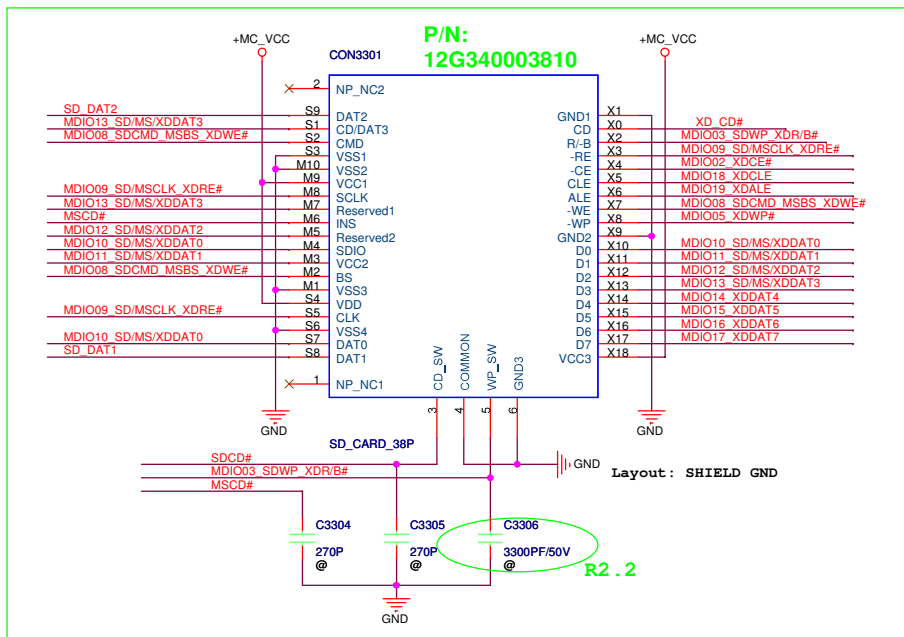 P/N:
12G340003810
+MC_VCC
+MC_VCC
CON3301
2 NP_NC2
SD_DAT2 S9 DAT2
MDIO13_SD/MS/XDDAT3 S1 CD/DAT3
MDIO08_SDCMD_MSBS_XDWE# S2 CMD
S3 VSS1
M10 VSS2
M9 VCC1
MDIO09_SD/MSCLK_XDRE# M8 SCLK
MDIO13_SD/MS/XDDAT3 M7 Reserved1
MSCD# M6 INS
MDIO12_SD/MS/XDDAT2 M5 Reserved2
MDIO10_SD/MS/XDDAT0 M4 SDIO
MDIO11_SD/MS/XDDAT1 M3 VCC2
MDIO08_SDCMD_MSBS_XDWE# M2 BS
M1 VSS3
S4 VDD
MDIO09_SD/MSCLK_XDRE# S5 CLK
S6 VSS4
MDIO10_SD/MS/XDDAT0 S7 DAT0
SD_DAT1 S8 DAT1
1 NP_NC1
GND1 X1
CD X0 XD_CD#
R/-B X2 MDIO03_SDWP_XDR/B#
-RE X3 MDIO09_SD/MSCLK_XDRE#
-CE X4 MDIO02_XDCE#
CLE X5 MDIO18_XDCLE
ALE X6 MDIO19_XDALE
-WE X7 MDIO08_SDCMD_MSBS_XDWE#
-WP X8 MDIO05_XDWP#
GND2 X9
D0 X10 MDIO10_SD/MS/XDDAT0
D1 X11 MDIO11_SD/MS/XDDAT1
D2 X12 MDIO12_SD/MS/XDDAT2
D3 X13 MDIO13_SD/MS/XDDAT3
D4 X14 MDIO14_XDDAT4
D5 X15 MDIO15_XDDAT5
D6 X16 MDIO16_XDDAT6
D7 X17 MDIO17_XDDAT7
VCC3 X18
CD_SW 3
COMMON 4
WP_SW 5
GND3 6
GND
GND
SD_CARD_38P
SDCD#
MDIO03_SDWP_XDR/B#
MSCD#
GND
Layout: SHIELD GND
C3304
270P
@
C3305
270P
@
C3306
3300PF/50V
@
R2.2
GND